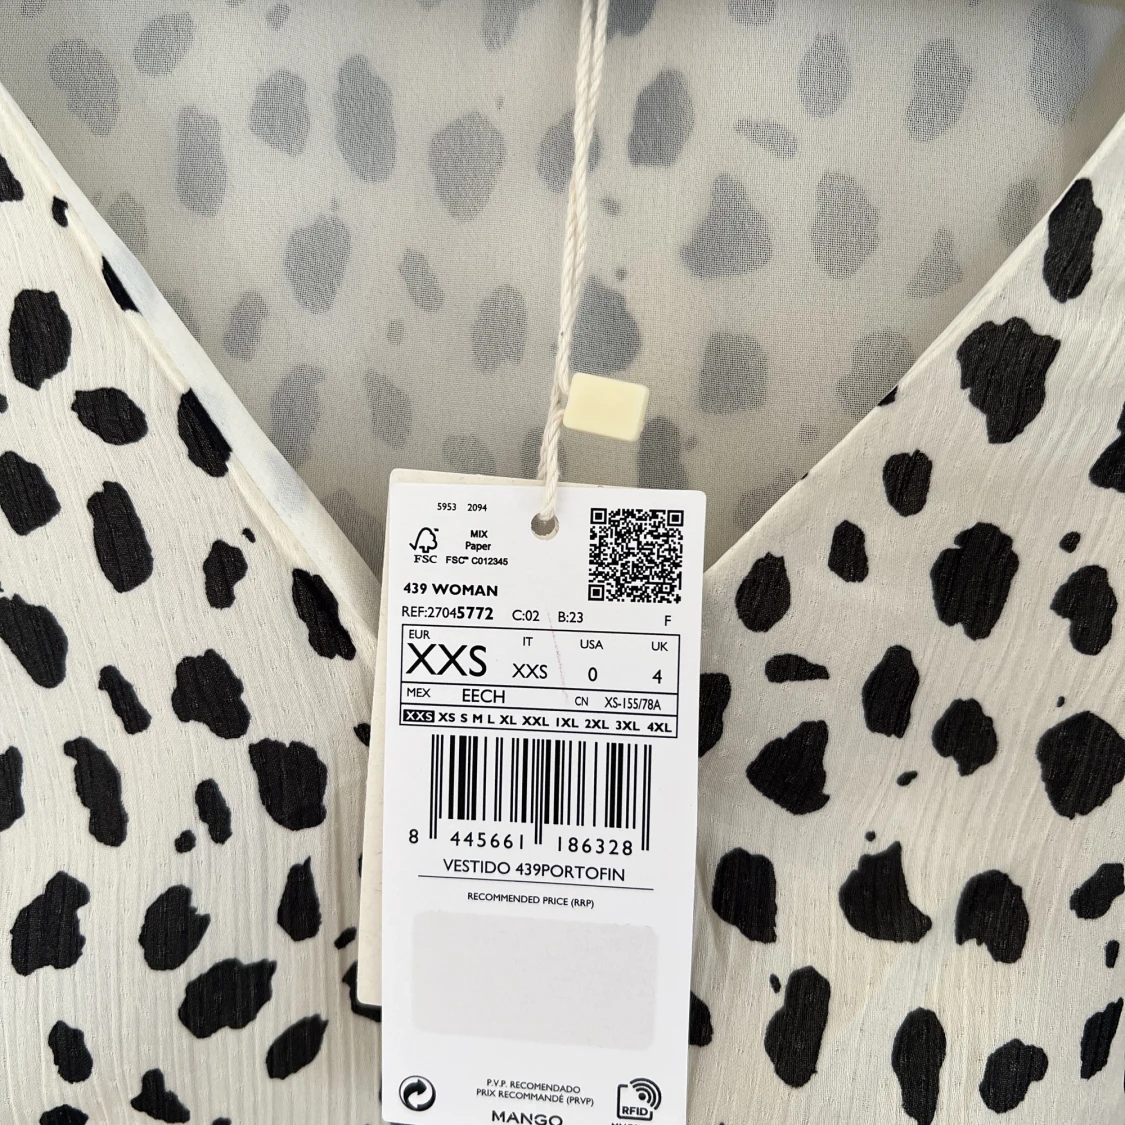 5953 2094
FSC
MIX
Paper
FSC™ C012345
439 WOMAN
REF:27045772 C:02 B:23 F
EUR IT USA UK
XXS XXS 0 4
MEX EECH CN XS-155/78A
XXS XS S M L XL XXL 1XL 2XL 3XL 4XL
8 445661 186328
VESTIDO 439PORTOFIN
RECOMMENDED PRICE (RRP)
P.V.P. RECOMENDADO
PRIX RECOMMANDÉ (PRVP)
MANGO
RFID